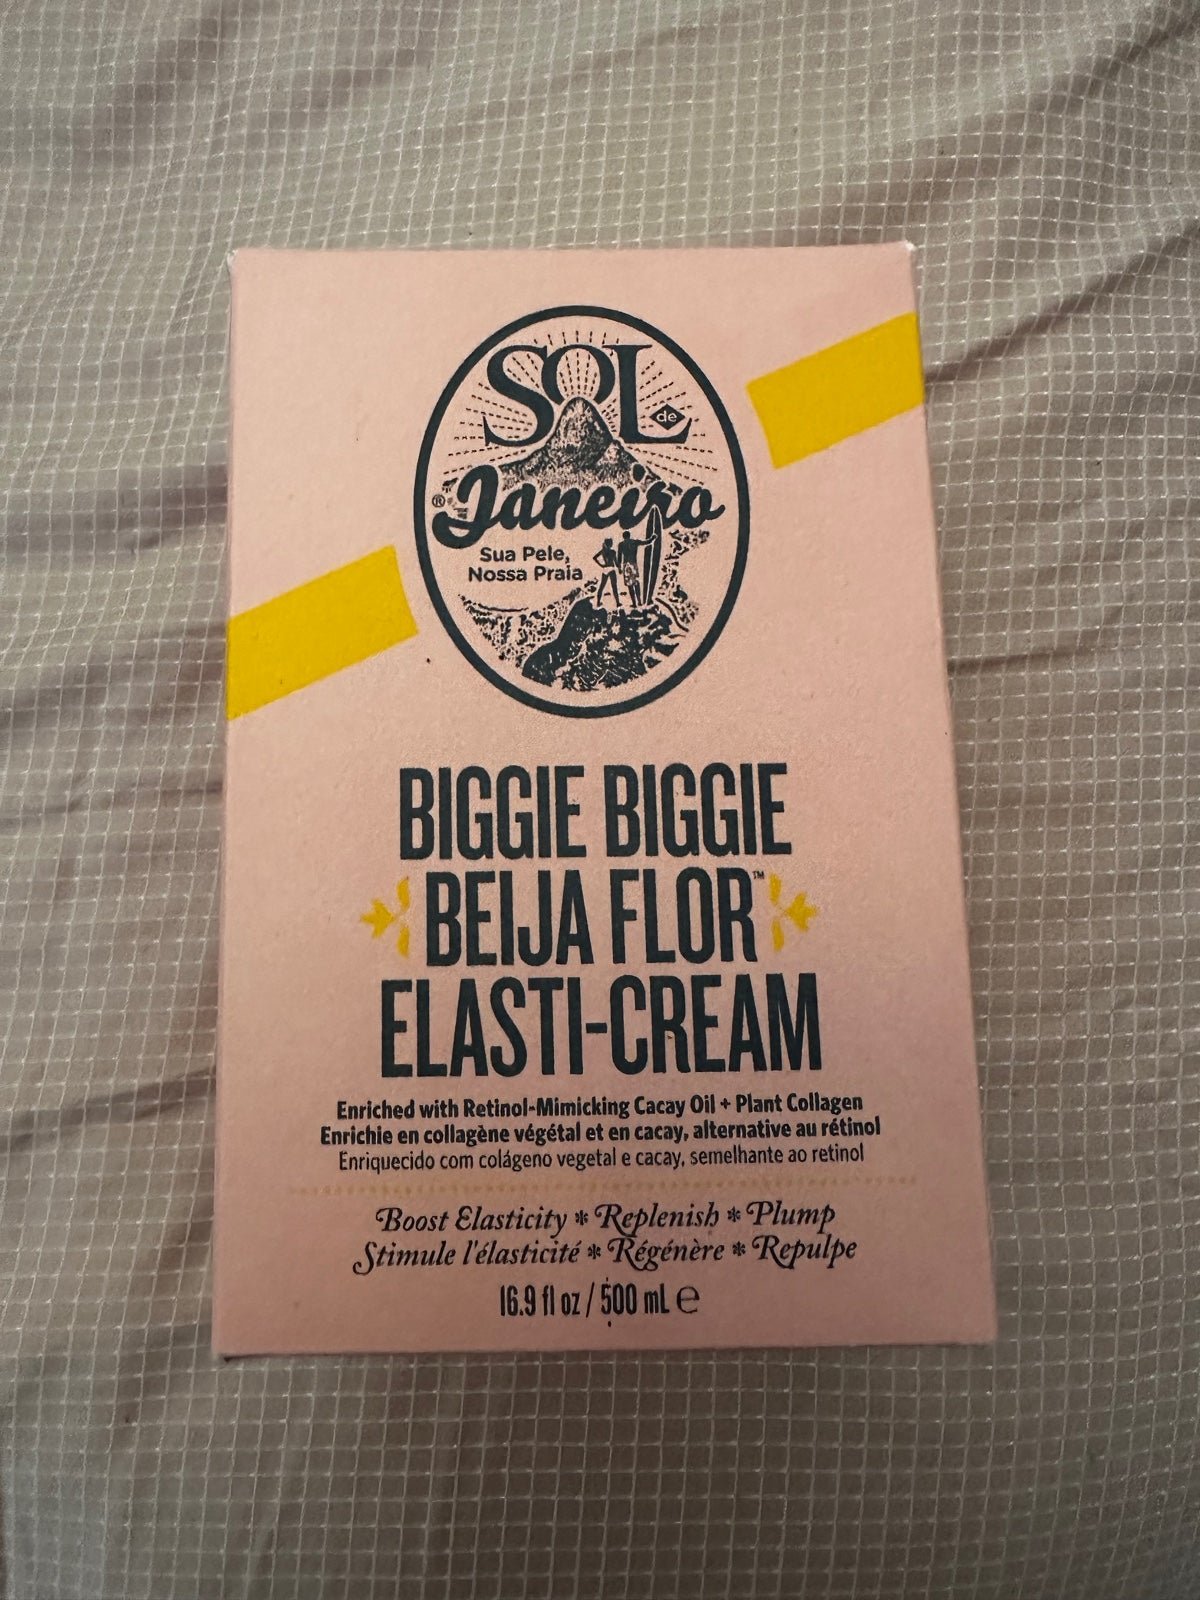 SOL
de
Janeiro
®
Sua Pele,
Nossa Praia
BIGGIE BIGGIE
BEIJA FLOR™
ELASTI-CREAM
Enriched with Retinol-Mimicking Cacay Oil + Plant Collagen
Enrichie en collagène végétal et en cacay, alternative au rétinol
Enriquecido com colágeno vegetal e cacay, semelhante ao retinol
Boost Elasticity * Replenish * Plump
Stimule l'élasticité * Régénère * Repulpe
16.9 fl oz / 500 mL ℮